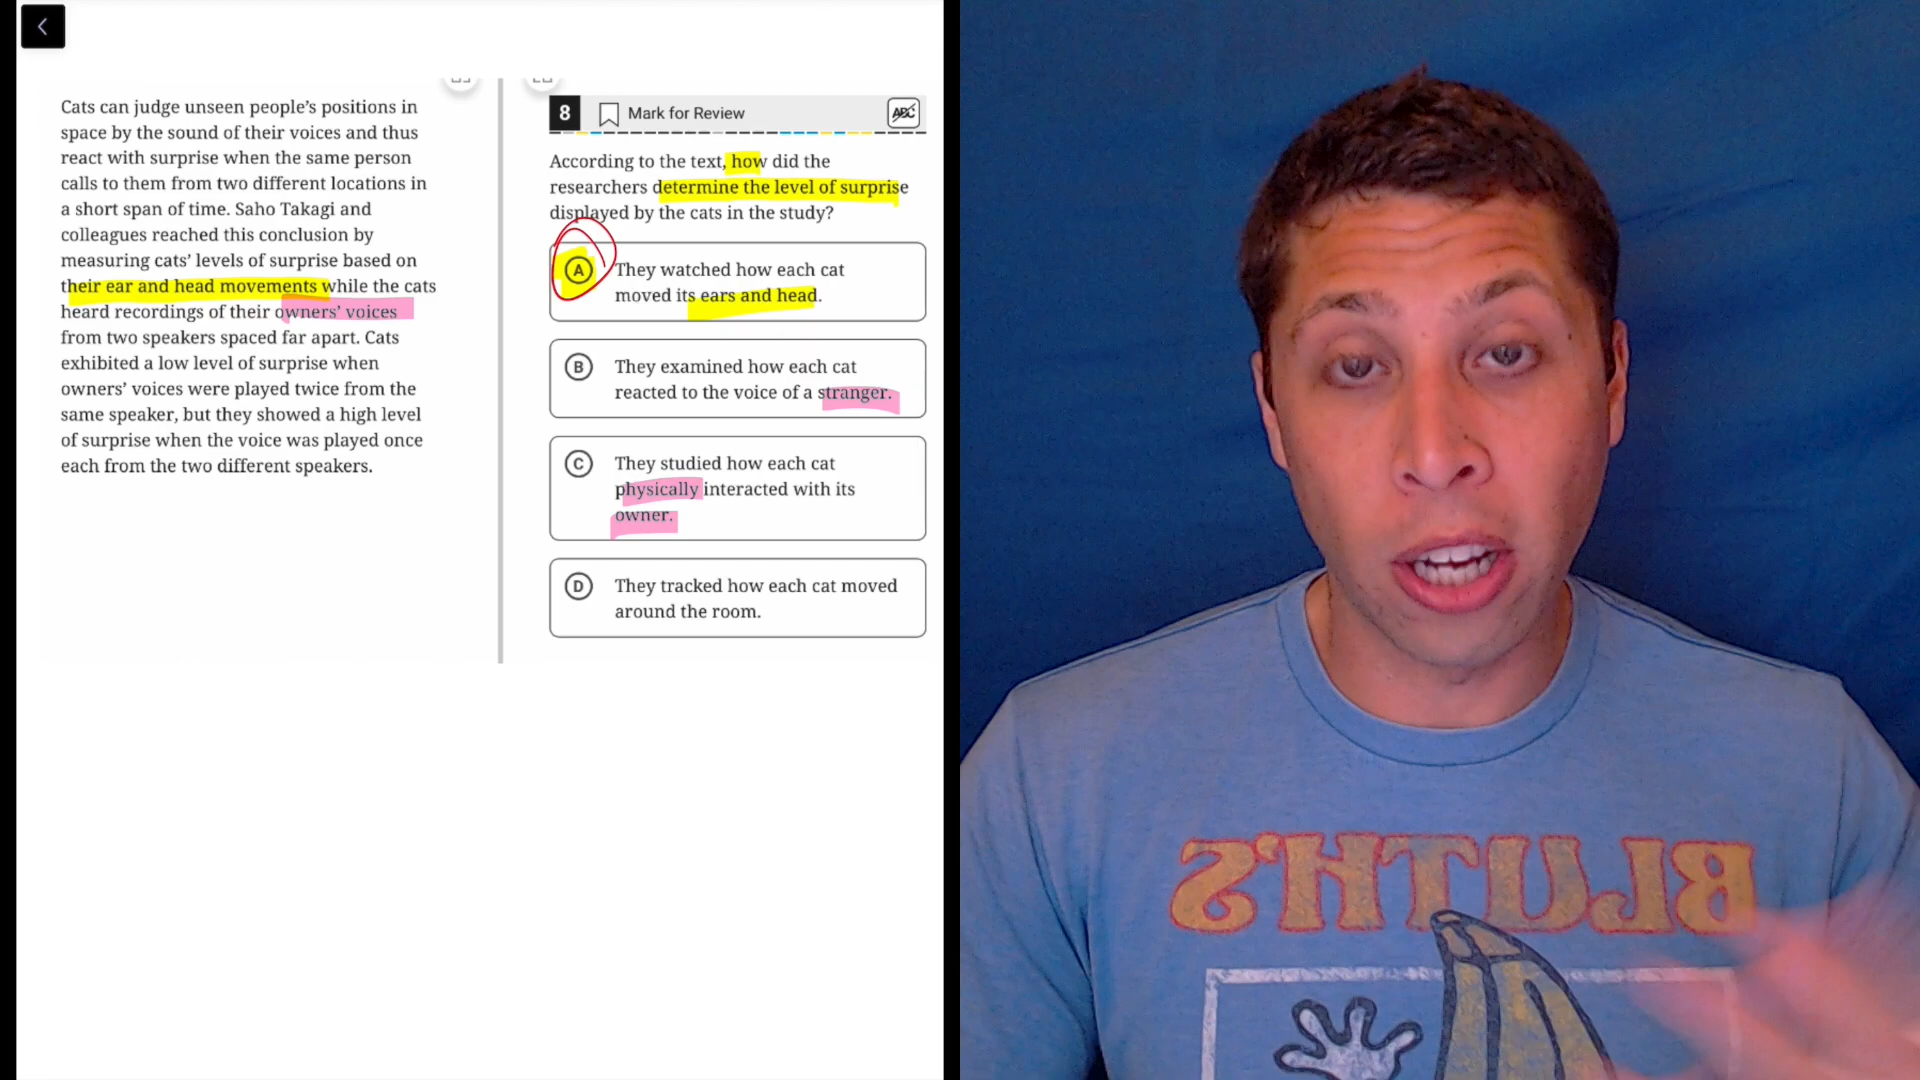 Cats can judge unseen people's positions in
space by the sound of their voices and thus
react with surprise when the same person
calls to them from two different locations in
a short span of time. Saho Takagi and
colleagues reached this conclusion by
measuring cats' levels of surprise based on
their ear and head movements while the cats
heard recordings of their owners' voices
from two speakers spaced far apart. Cats
exhibited a low level of surprise when
owners' voices were played twice from the
same speaker, but they showed a high level
of surprise when the voice was played once
each from the two different speakers.
8 Mark for Review ABC
According to the text, how did the
researchers determine the level of surprise
displayed by the cats in the study?
A They watched how each cat
moved its ears and head.
B They examined how each cat
reacted to the voice of a stranger.
C They studied how each cat
physically interacted with its
owner.
D They tracked how each cat moved
around the room.
BLUTH'S